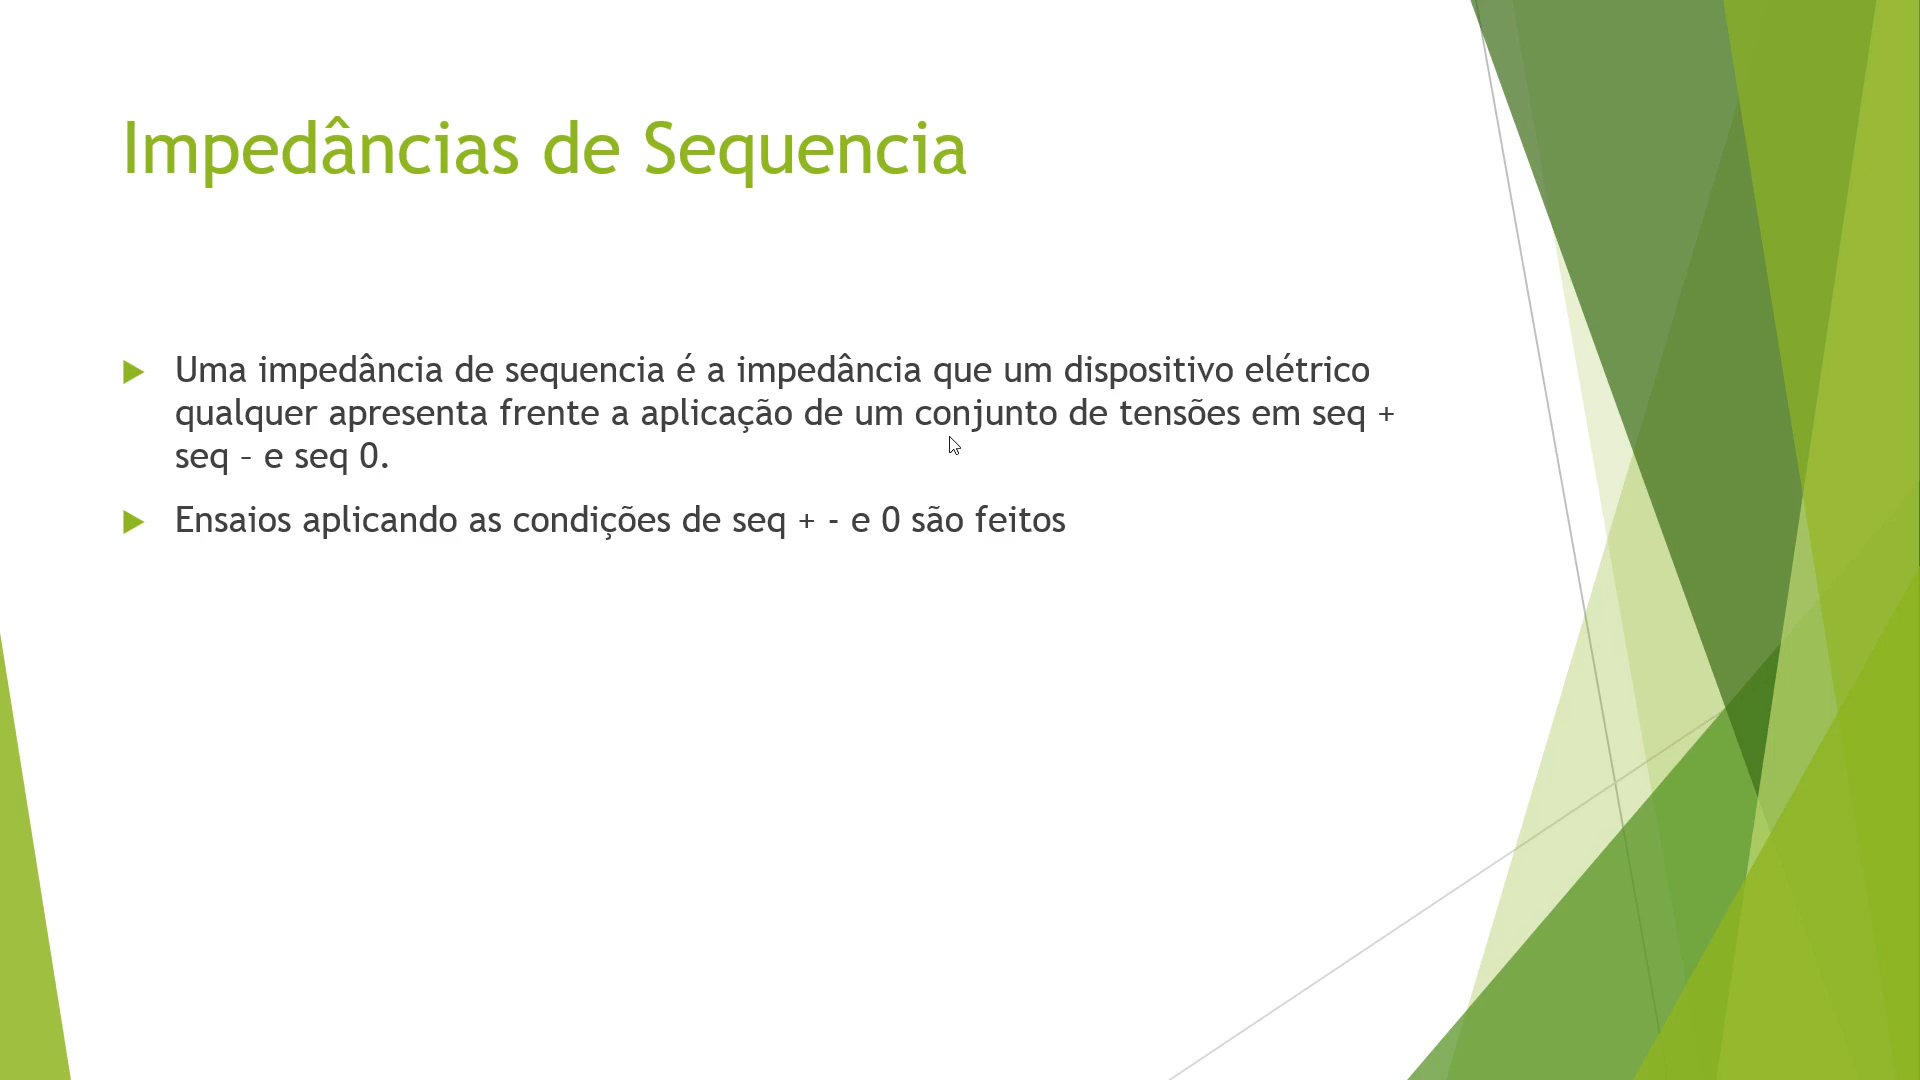 Impedâncias de Sequencia
Uma impedância de sequencia é a impedância que um dispositivo elétrico
qualquer apresenta frente a aplicação de um conjunto de tensões em seq +
seq – e seq 0.
Ensaios aplicando as condições de seq + - e 0 são feitos